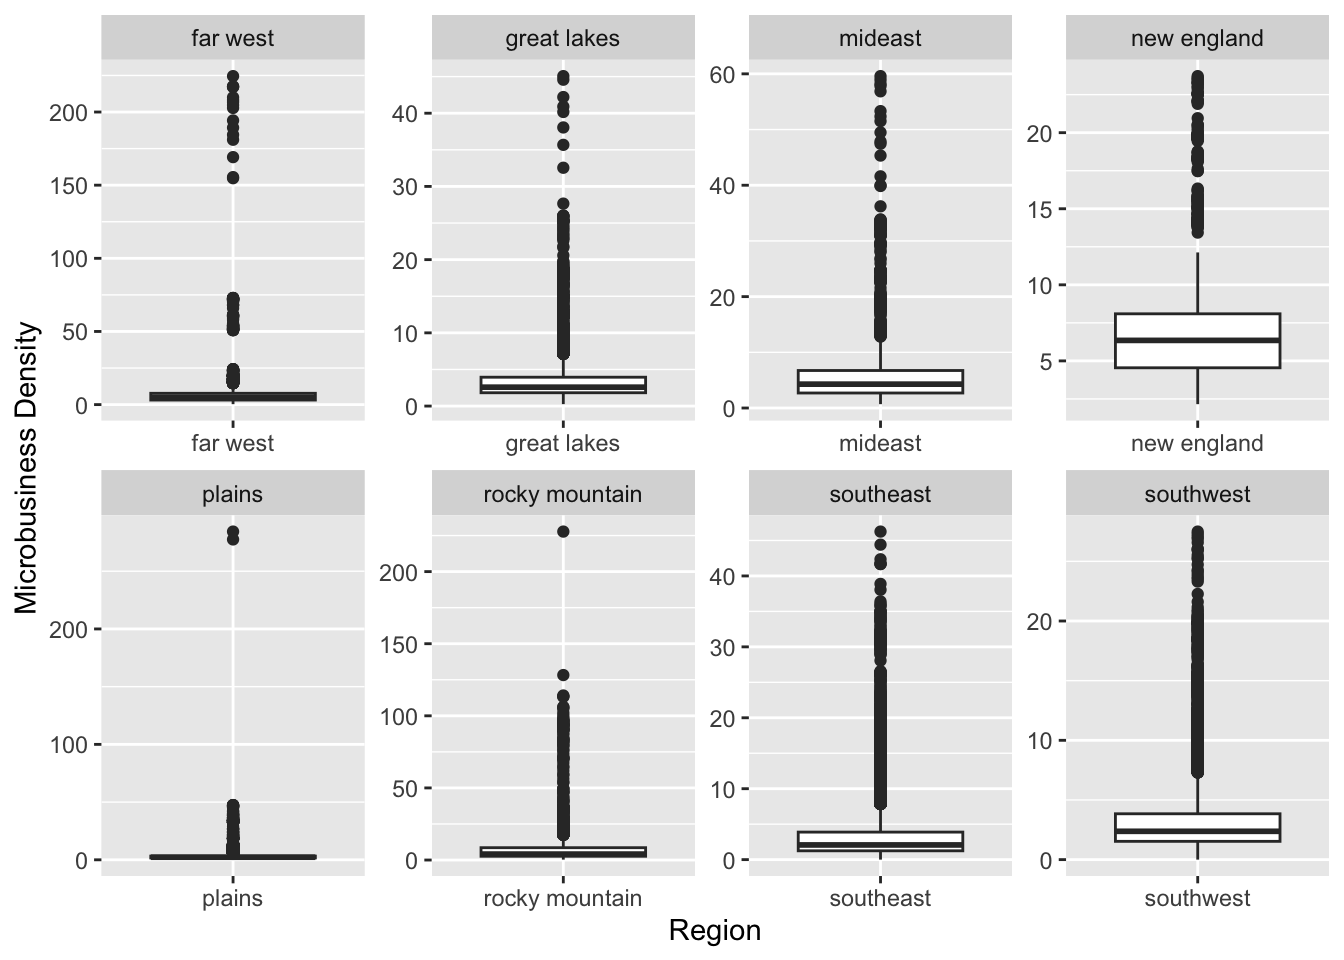 far west
great lakes
mideast
new england
200
150
100
50
0
40
30
20
10
0
60
40
20
0
20
15
10
5
far west
great lakes
mideast
new england
Microbusiness Density
plains
rocky mountain
southeast
southwest
200
100
0
200
150
100
50
0
40
30
20
10
0
20
10
0
plains
rocky mountain
southeast
southwest
Region